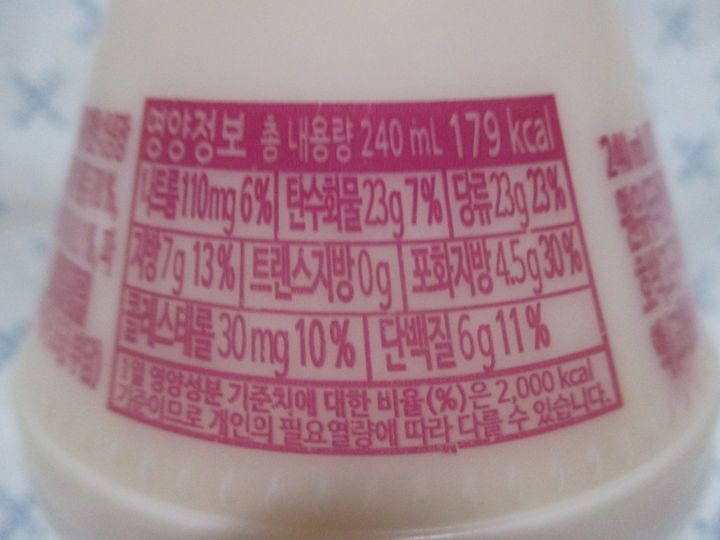 영양정보 총 내용량 240 mL 179 kcal
나트륨 110mg 6% 탄수화물 23g 7% 당류 23g 23%
지방 7g 13% 트랜스지방 0g 포화지방 4.5g 30%
콜레스테롤 30mg 10% 단백질 6g 11%
1일 영양성분 기준치에 대한 비율(%)은 2,000 kcal
기준이므로 개인의 필요 열량에 따라 다를 수 있습니다.